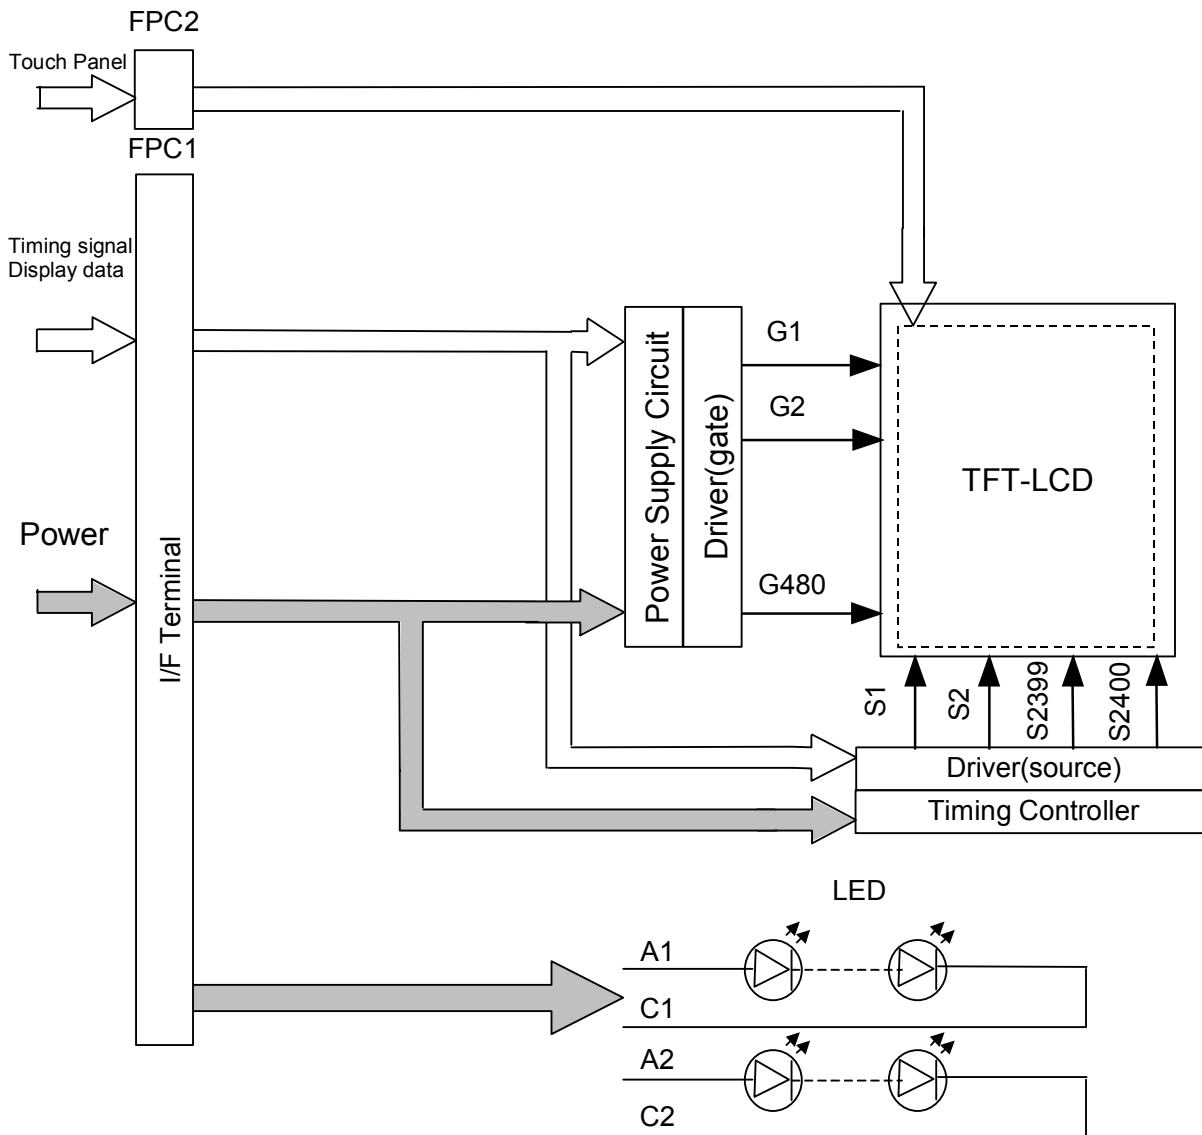 FPC2
Touch Panel
FPC1
Timing signal
Display data
Power
I/F Terminal
Power Supply Circuit
Driver(gate)
G1
G2
G480
TFT-LCD
S1
S2
S2399
S2400
Driver(source)
Timing Controller
LED
A1
C1
A2
C2